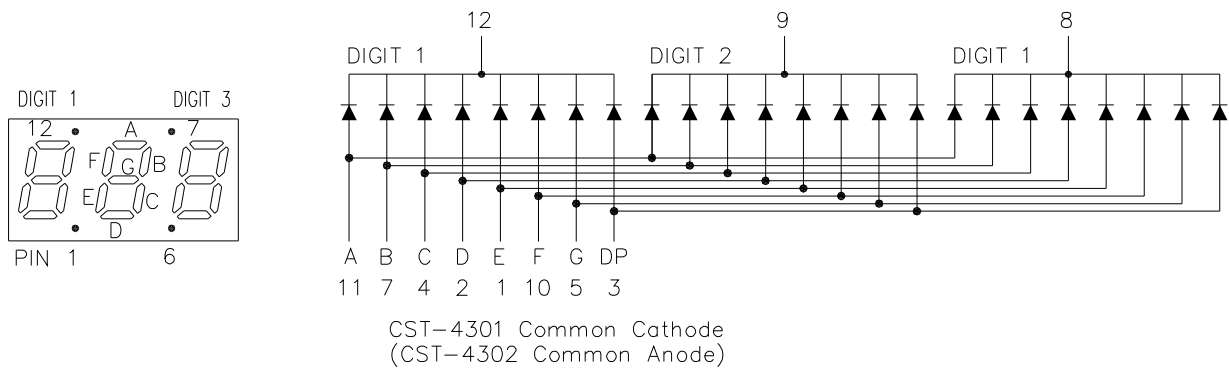 12 9 8
DIGIT 1 DIGIT 2 DIGIT 1
DIGIT 1 DIGIT 3
12 A 7
F G B
E C
D
PIN 1 6
A B C D E F G DP
11 7 4 2 1 10 5 3
CST-4301 Common Cathode
(CST-4302 Common Anode)